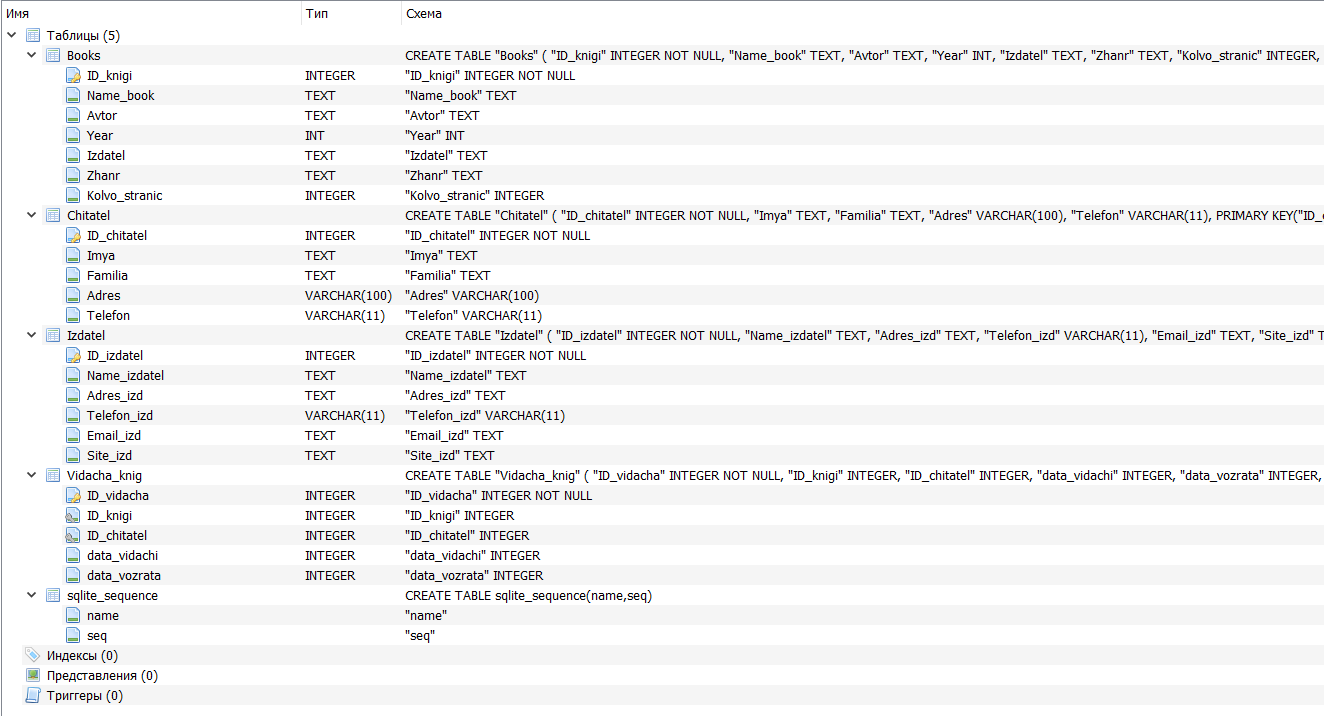 Имя Тип Схема
Таблицы (5)
Books CREATE TABLE "Books" ( "ID_knigi" INTEGER NOT NULL, "Name_book" TEXT, "Avtor" TEXT, "Year" INT, "Izdatel" TEXT, "Zhanr" TEXT, "Kolvo_stranic" INTEGER,
ID_knigi INTEGER "ID_knigi" INTEGER NOT NULL
Name_book TEXT "Name_book" TEXT
Avtor TEXT "Avtor" TEXT
Year INT "Year" INT
Izdatel TEXT "Izdatel" TEXT
Zhanr TEXT "Zhanr" TEXT
Kolvo_stranic INTEGER "Kolvo_stranic" INTEGER
Chitatel CREATE TABLE "Chitatel" ( "ID_chitatel" INTEGER NOT NULL, "Imya" TEXT, "Familia" TEXT, "Adres" VARCHAR(100), "Telefon" VARCHAR(11), PRIMARY KEY("ID_
ID_chitatel INTEGER "ID_chitatel" INTEGER NOT NULL
Imya TEXT "Imya" TEXT
Familia TEXT "Familia" TEXT
Adres VARCHAR(100) "Adres" VARCHAR(100)
Telefon VARCHAR(11) "Telefon" VARCHAR(11)
Izdatel CREATE TABLE "Izdatel" ( "ID_izdatel" INTEGER NOT NULL, "Name_izdatel" TEXT, "Adres_izd" TEXT, "Telefon_izd" VARCHAR(11), "Email_izd" TEXT, "Site_izd" T
ID_izdatel INTEGER "ID_izdatel" INTEGER NOT NULL
Name_izdatel TEXT "Name_izdatel" TEXT
Adres_izd TEXT "Adres_izd" TEXT
Telefon_izd VARCHAR(11) "Telefon_izd" VARCHAR(11)
Email_izd TEXT "Email_izd" TEXT
Site_izd TEXT "Site_izd" TEXT
Vidacha_knig CREATE TABLE "Vidacha_knig" ( "ID_vidacha" INTEGER NOT NULL, "ID_knigi" INTEGER, "ID_chitatel" INTEGER, "data_vidachi" INTEGER, "data_vozrata" INTEGER,
ID_vidacha INTEGER "ID_vidacha" INTEGER NOT NULL
ID_knigi INTEGER "ID_knigi" INTEGER
ID_chitatel INTEGER "ID_chitatel" INTEGER
data_vidachi INTEGER "data_vidachi" INTEGER
data_vozrata INTEGER "data_vozrata" INTEGER
sqlite_sequence CREATE TABLE sqlite_sequence(name,seq)
name "name"
seq "seq"
Индексы (0)
Представления (0)
Триггеры (0)